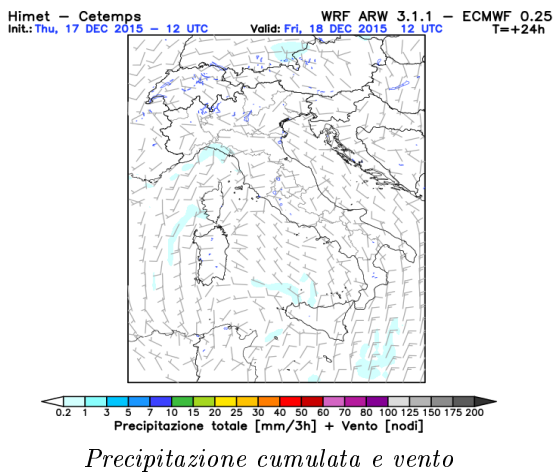 Himet – Cetemps WRF ARW 3.1.1 – ECMWF 0.25
Init.: Thu, 17 DEC 2015 – 12 UTC Valid: Fri, 18 DEC 2015 12 UTC T=+24h
0.2 1 3 5 7 10 15 20 25 30 40 50 60 70 80 100 125 150 175 200
Precipitazione totale [mm/3h] + Vento [nodi]
Precipitazione cumulata e vento